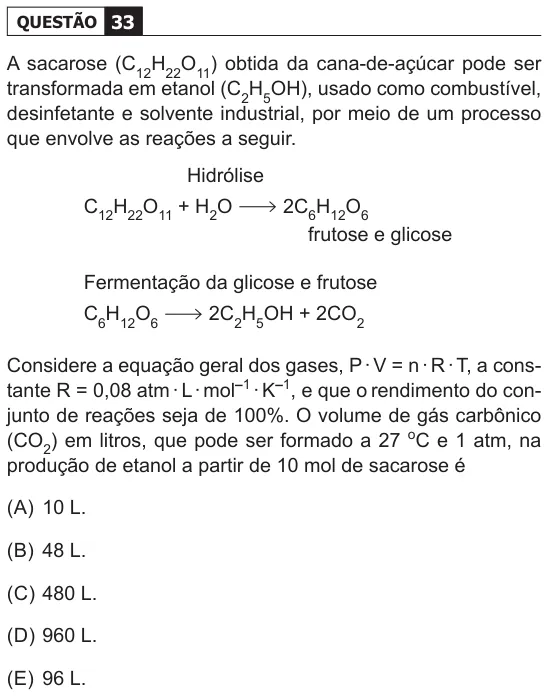 QUESTÃO 33
A sacarose (C₁₂H₂₂O₁₁) obtida da cana-de-açúcar pode ser
transformada em etanol (C₂H₅OH), usado como combustível,
desinfetante e solvente industrial, por meio de um processo
que envolve as reações a seguir.
Hidrólise
C₁₂H₂₂O₁₁ + H₂O ⟶ 2C₆H₁₂O₆
frutose e glicose
Fermentação da glicose e frutose
C₆H₁₂O₆ ⟶ 2C₂H₅OH + 2CO₂
Considere a equação geral dos gases, P · V = n · R · T, a cons-
tante R = 0,08 atm · L · mol⁻¹ · K⁻¹, e que o rendimento do con-
junto de reações seja de 100%. O volume de gás carbônico
(CO₂) em litros, que pode ser formado a 27 ºC e 1 atm, na
produção de etanol a partir de 10 mol de sacarose é
(A) 10 L.
(B) 48 L.
(C) 480 L.
(D) 960 L.
(E) 96 L.